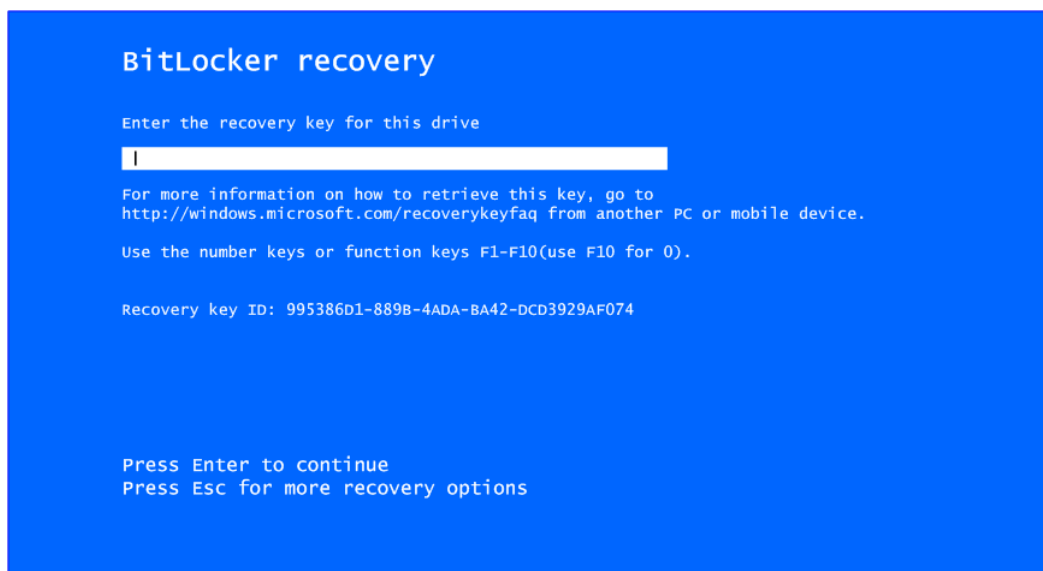 BitLocker recovery
Enter the recovery key for this drive
For more information on how to retrieve this key, go to
http://windows.microsoft.com/recoverykeyfaq from another PC or mobile device.
Use the number keys or function keys F1-F10(use F10 for 0).
Recovery key ID: 995386D1-889B-4ADA-BA42-DCD3929AF074
Press Enter to continue
Press Esc for more recovery options